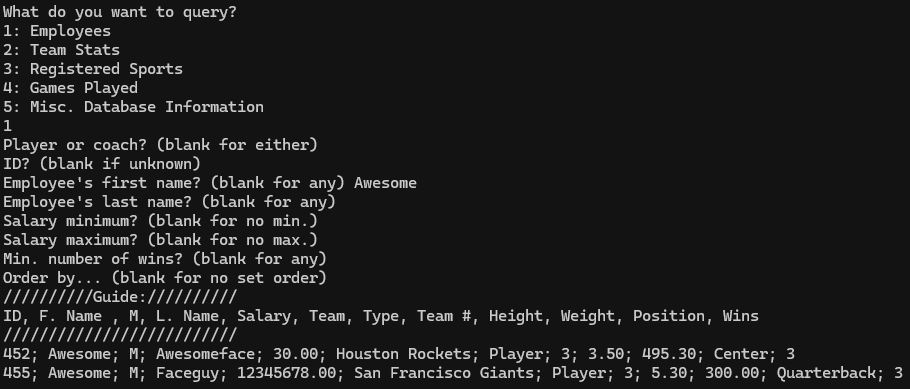 What do you want to query?
1: Employees
2: Team Stats
3: Registered Sports
4: Games Played
5: Misc. Database Information
1
Player or coach? (blank for either)
ID? (blank if unknown)
Employee's first name? (blank for any) Awesome
Employee's last name? (blank for any)
Salary minimum? (blank for no min.)
Salary maximum? (blank for no max.)
Min. number of wins? (blank for any)
Order by... (blank for no set order)
//////////Guide://////////
ID, F. Name , M, L. Name, Salary, Team, Type, Team #, Height, Weight, Position, Wins
//////////////////////////
452; Awesome; M; Awesomeface; 30.00; Houston Rockets; Player; 3; 3.50; 495.30; Center; 3
455; Awesome; M; Faceguy; 12345678.00; San Francisco Giants; Player; 3; 5.30; 300.00; Quarterback; 3